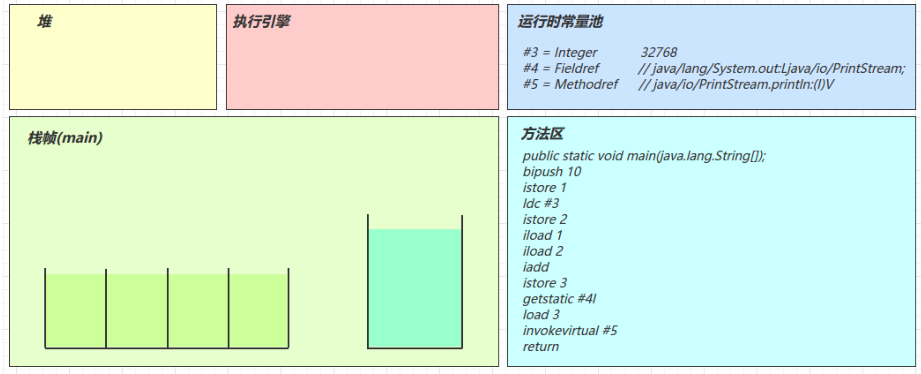 堆
执行引擎
运行时常量池
#3 = Integer 32768
#4 = Fieldref // java/lang/System.out:Ljava/io/PrintStream;
#5 = Methodref // java/io/PrintStream.println:(I)V
栈帧(main)
方法区
public static void main(java.lang.String[]);
bipush 10
istore 1
ldc #3
istore 2
iload 1
iload 2
iadd
istore 3
getstatic #4I
load 3
invokevirtual #5
return